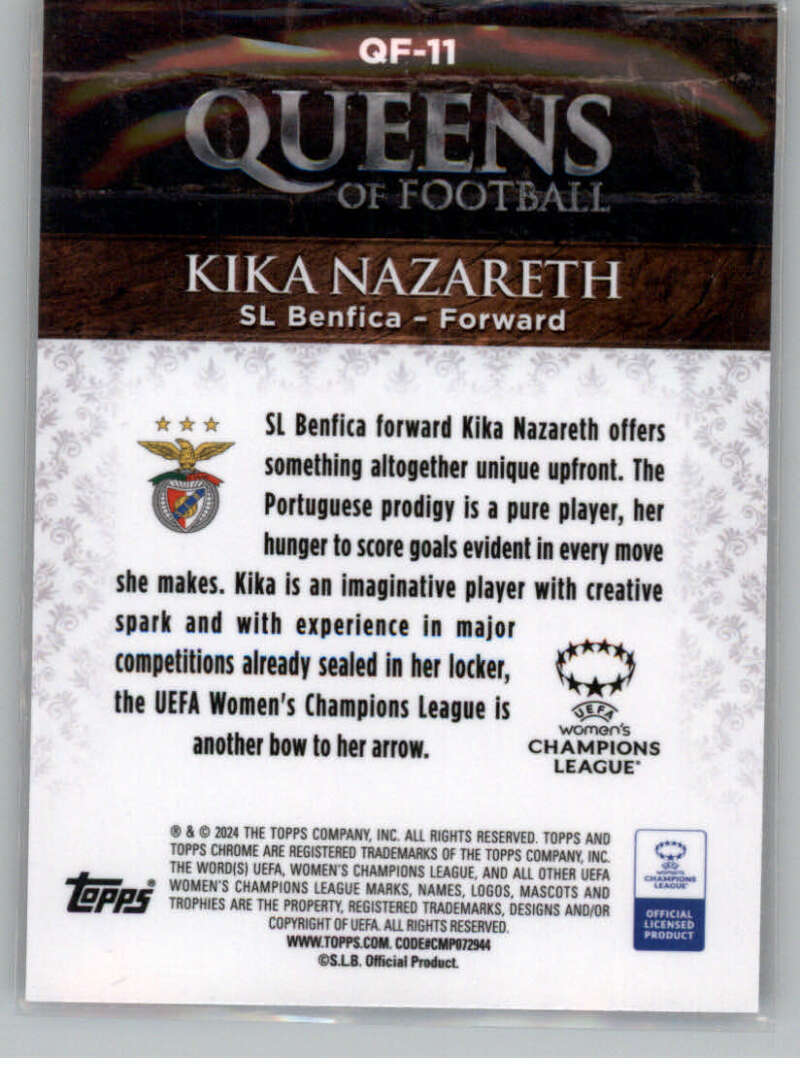 QF-11
QUEENS
OF FOOTBALL
KIKA NAZARETH
SL Benfica – Forward
SL Benfica forward Kika Nazareth offers
something altogether unique upfront. The
Portuguese prodigy is a pure player, her
hunger to score goals evident in every move
she makes. Kika is an imaginative player with creative
spark and with experience in major
competitions already sealed in her locker,
the UEFA Women's Champions League is
another bow to her arrow.
UEFA
women's
CHAMPIONS
LEAGUE®
® & © 2024 THE TOPPS COMPANY, INC. ALL RIGHTS RESERVED. TOPPS AND
TOPPS CHROME ARE REGISTERED TRADEMARKS OF THE TOPPS COMPANY, INC.
THE WORD(S) UEFA, WOMEN'S CHAMPIONS LEAGUE, AND ALL OTHER UEFA
WOMEN'S CHAMPIONS LEAGUE MARKS, NAMES, LOGOS, MASCOTS AND
TROPHIES ARE THE PROPERTY, REGISTERED TRADEMARKS, DESIGNS AND/OR
COPYRIGHT OF UEFA. ALL RIGHTS RESERVED.
WWW.TOPPS.COM. CODE#CMP072944
©S.L.B. Official Product.
Topps®
women's
CHAMPIONS
LEAGUE
OFFICIAL
LICENSED
PRODUCT